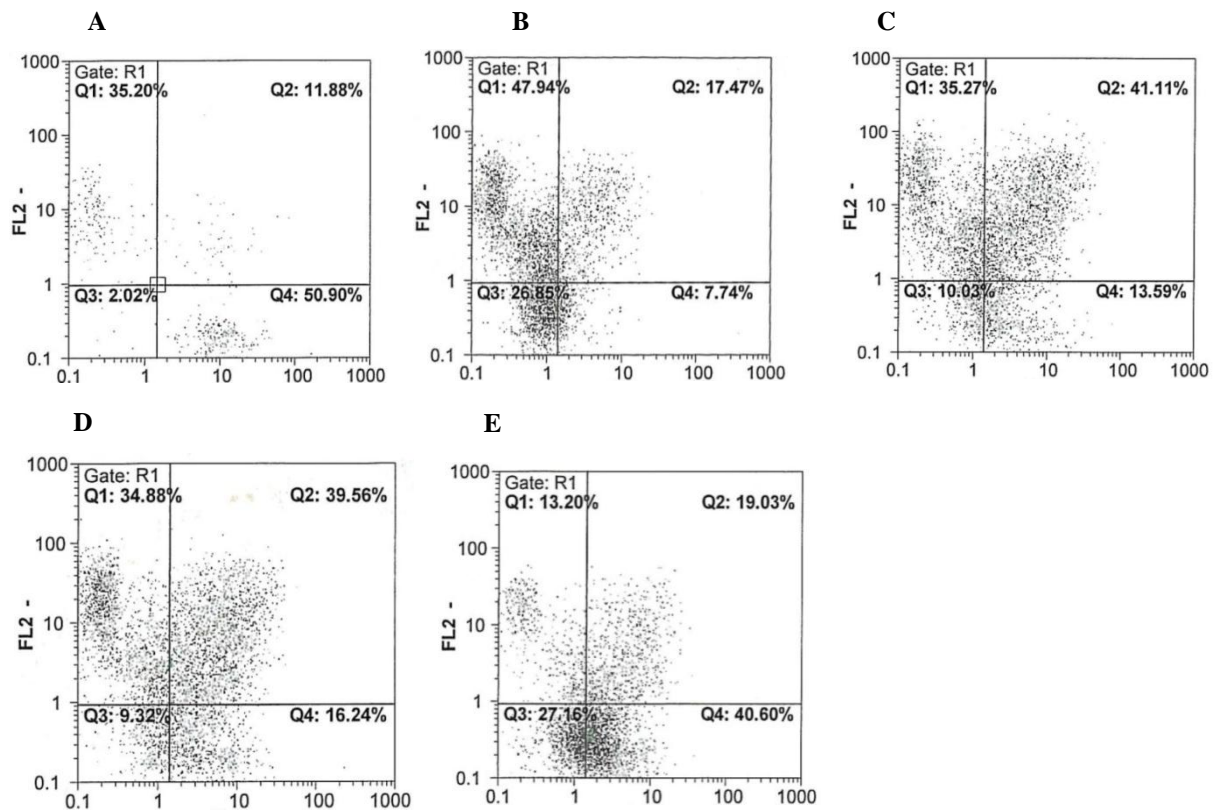 A
1000
Gate: R1
Q1: 35.20%
Q2: 11.88%
100
FL2 -
10
1
Q3: 2.02%
Q4: 50.90%
0.1
0.1
1
10
100
1000
B
1000
Gate: R1
Q1: 47.94%
Q2: 17.47%
100
FL2 -
10
1
Q3: 26.85%
Q4: 7.74%
0.1
0.1
1
10
100
1000
C
1000
Gate: R1
Q1: 35.27%
Q2: 41.11%
100
FL2 -
10
1
Q3: 10.03%
Q4: 13.59%
0.1
0.1
1
10
100
1000
D
1000
Gate: R1
Q1: 34.88%
Q2: 39.56%
100
FL2 -
10
1
Q3: 9.32%
Q4: 16.24%
0.1
0.1
1
10
100
1000
E
1000
Gate: R1
Q1: 13.20%
Q2: 19.03%
100
FL2 -
10
1
Q3: 27.16%
Q4: 40.60%
0.1
0.1
1
10
100
1000